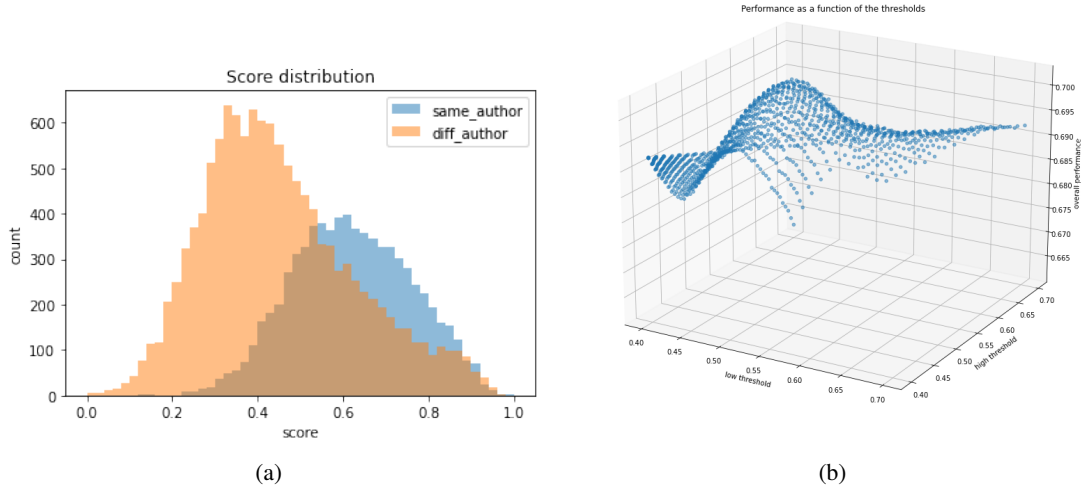 Score distribution
same_author
diff_author
600
500
400
300
200
100
0
count
0.0 0.2 0.4 0.6 0.8 1.0
score
(a)
Performance as a function of the thresholds
0.700
0.695
0.690
0.685
0.680
0.675
0.670
0.665
overall performance
0.40 0.45 0.50 0.55 0.60 0.65 0.70
low threshold
0.40 0.45 0.50 0.55 0.60 0.65 0.70
high threshold
(b)